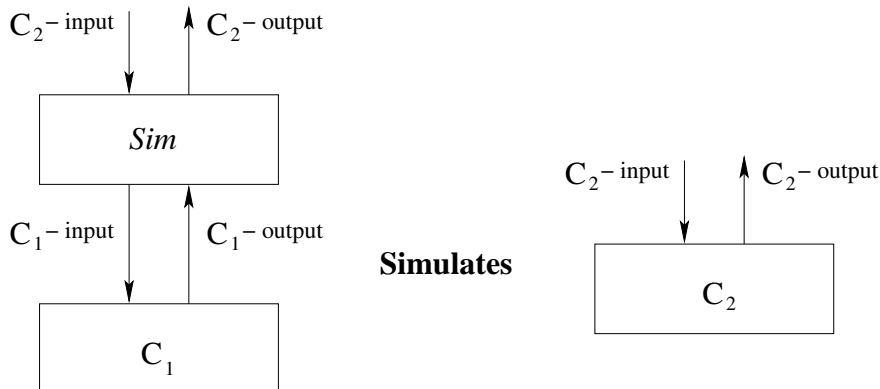 C₂– input
C₂– output
Sim
C₁– input
C₁– output
C₁
Simulates
C₂– input
C₂– output
C₂